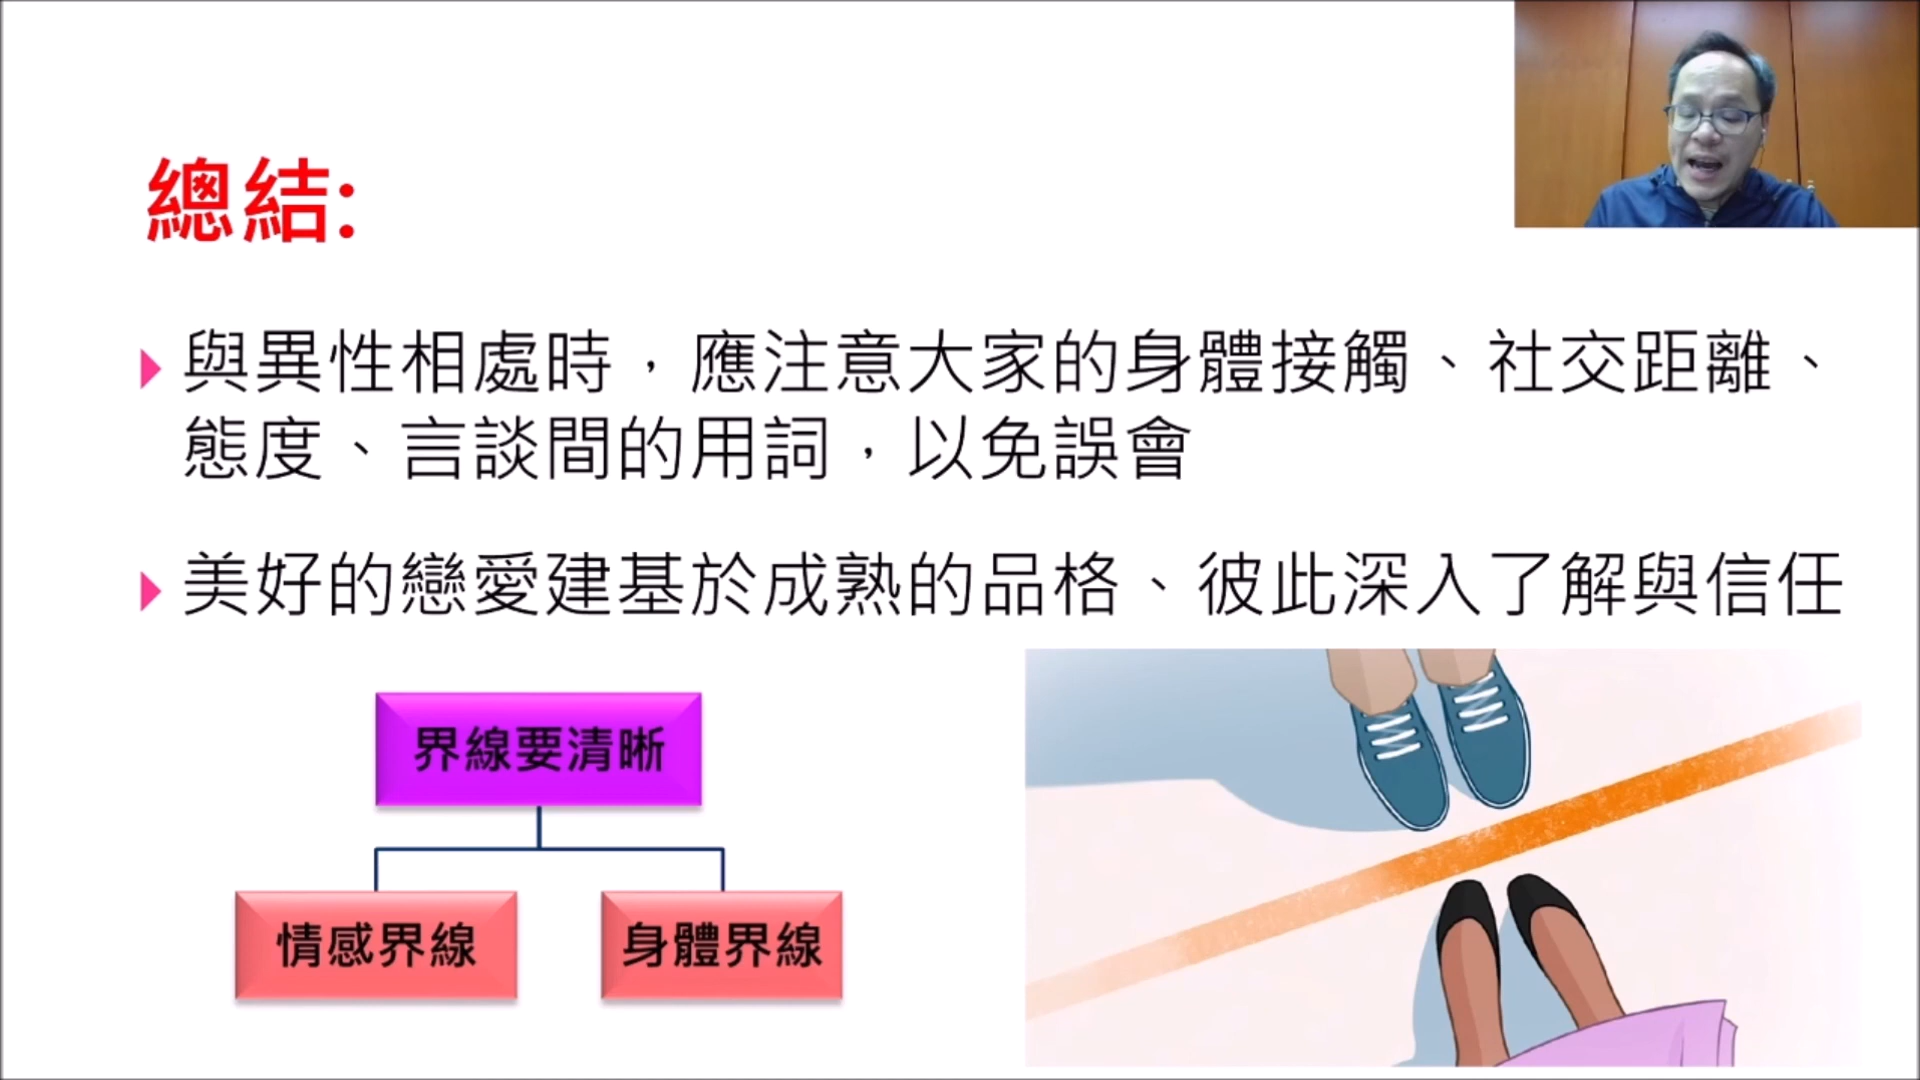 總結:
與異性相處時，應注意大家的身體接觸、社交距離、
態度、言談間的用詞，以免誤會
美好的戀愛建基於成熟的品格、彼此深入了解與信任
界線要清晰
情感界線
身體界線